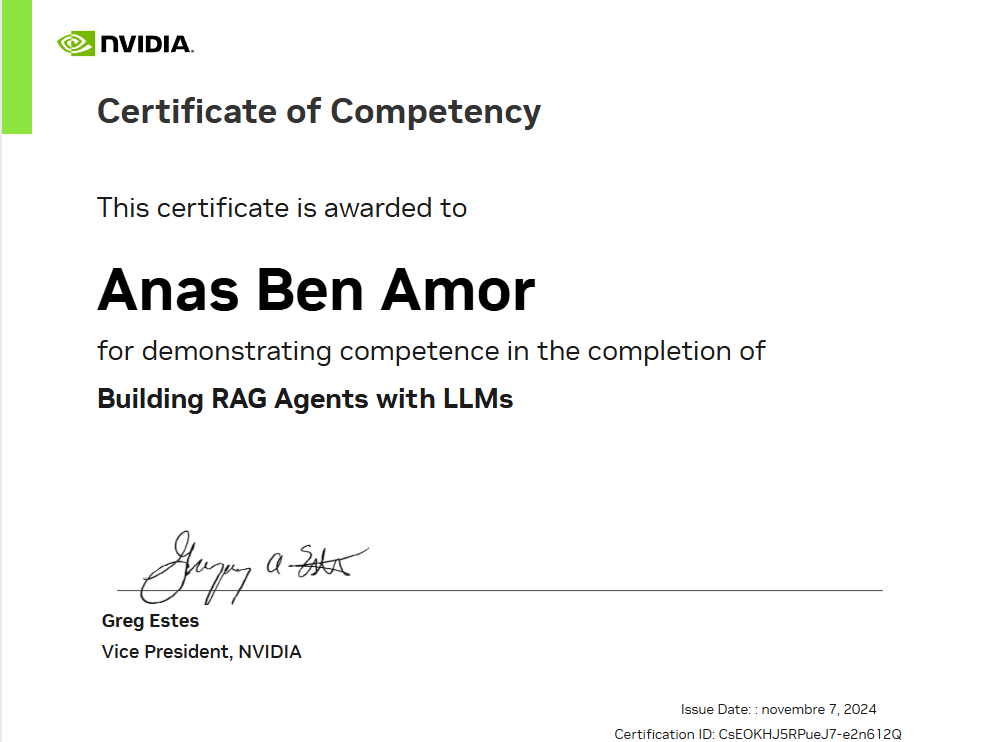 NVIDIA.
Certificate of Competency
This certificate is awarded to
Anas Ben Amor
for demonstrating competence in the completion of
Building RAG Agents with LLMs
Gregory A Estes
Greg Estes
Vice President, NVIDIA
Issue Date: : novembre 7, 2024
Certification ID: CsEOKHJ5RPueJ7-e2n612Q